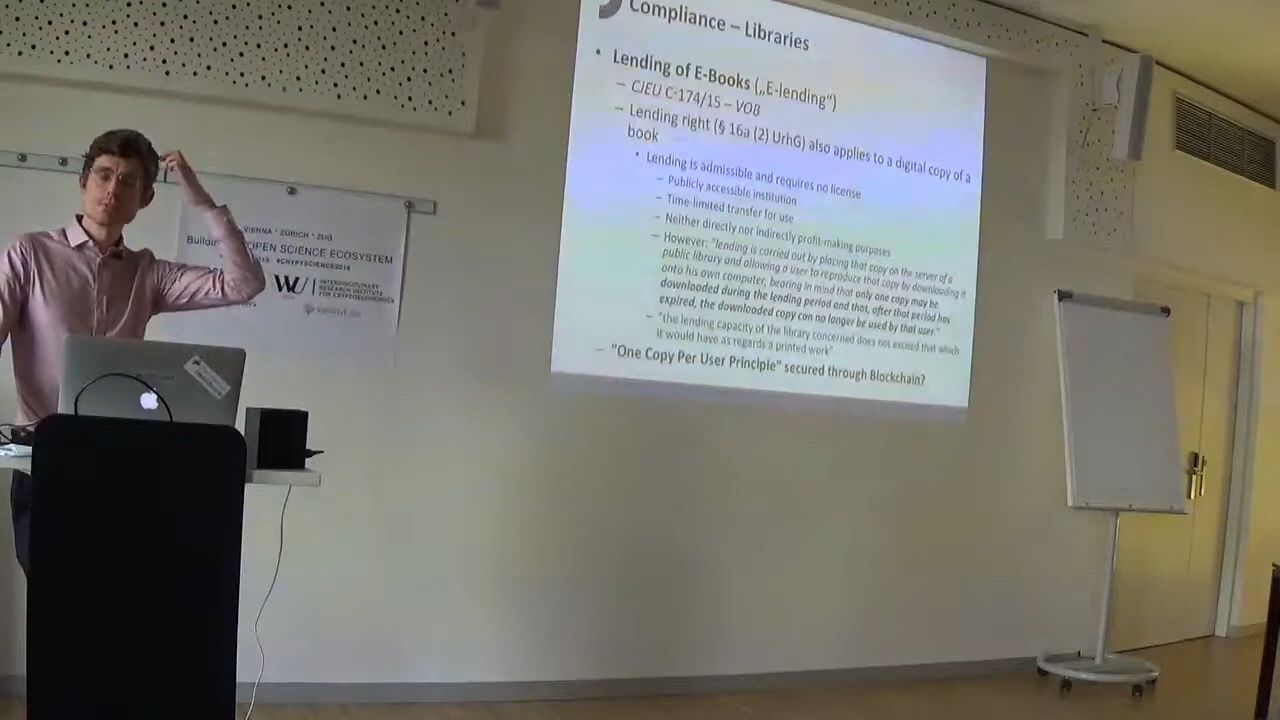 Compliance – Libraries
• Lending of E-Books („E-lending“)
– CJEU C-174/15 – VOB
– Lending right (§ 16a (2) UrhG) also applies to a digital copy of a
book
• Lending is admissible and requires no license
– Publicly accessible institution
– Time-limited transfer for use
– Neither directly nor indirectly profit-making purposes
– However: "lending is carried out by placing that copy on the server of a
public library and allowing a user to reproduce that copy by downloading it
onto his own computer, bearing in mind that only one copy may be
downloaded during the lending period and that, after that period has
expired, the downloaded copy can no longer be used by that user."
– "the lending capacity of the library concerned does not exceed that which
it would have as regards a printed work"
– "One Copy Per User Principle" secured through Blockchain?
VIENNA * ZÜRICH * ZUG
OPEN SCIENCE ECOSYSTEM
#CRYPTSCIENCE2018
WU
INTERDISCIPLINARY
RESEARCH INSTITUTE
FOR CRYPTOECONOMICS